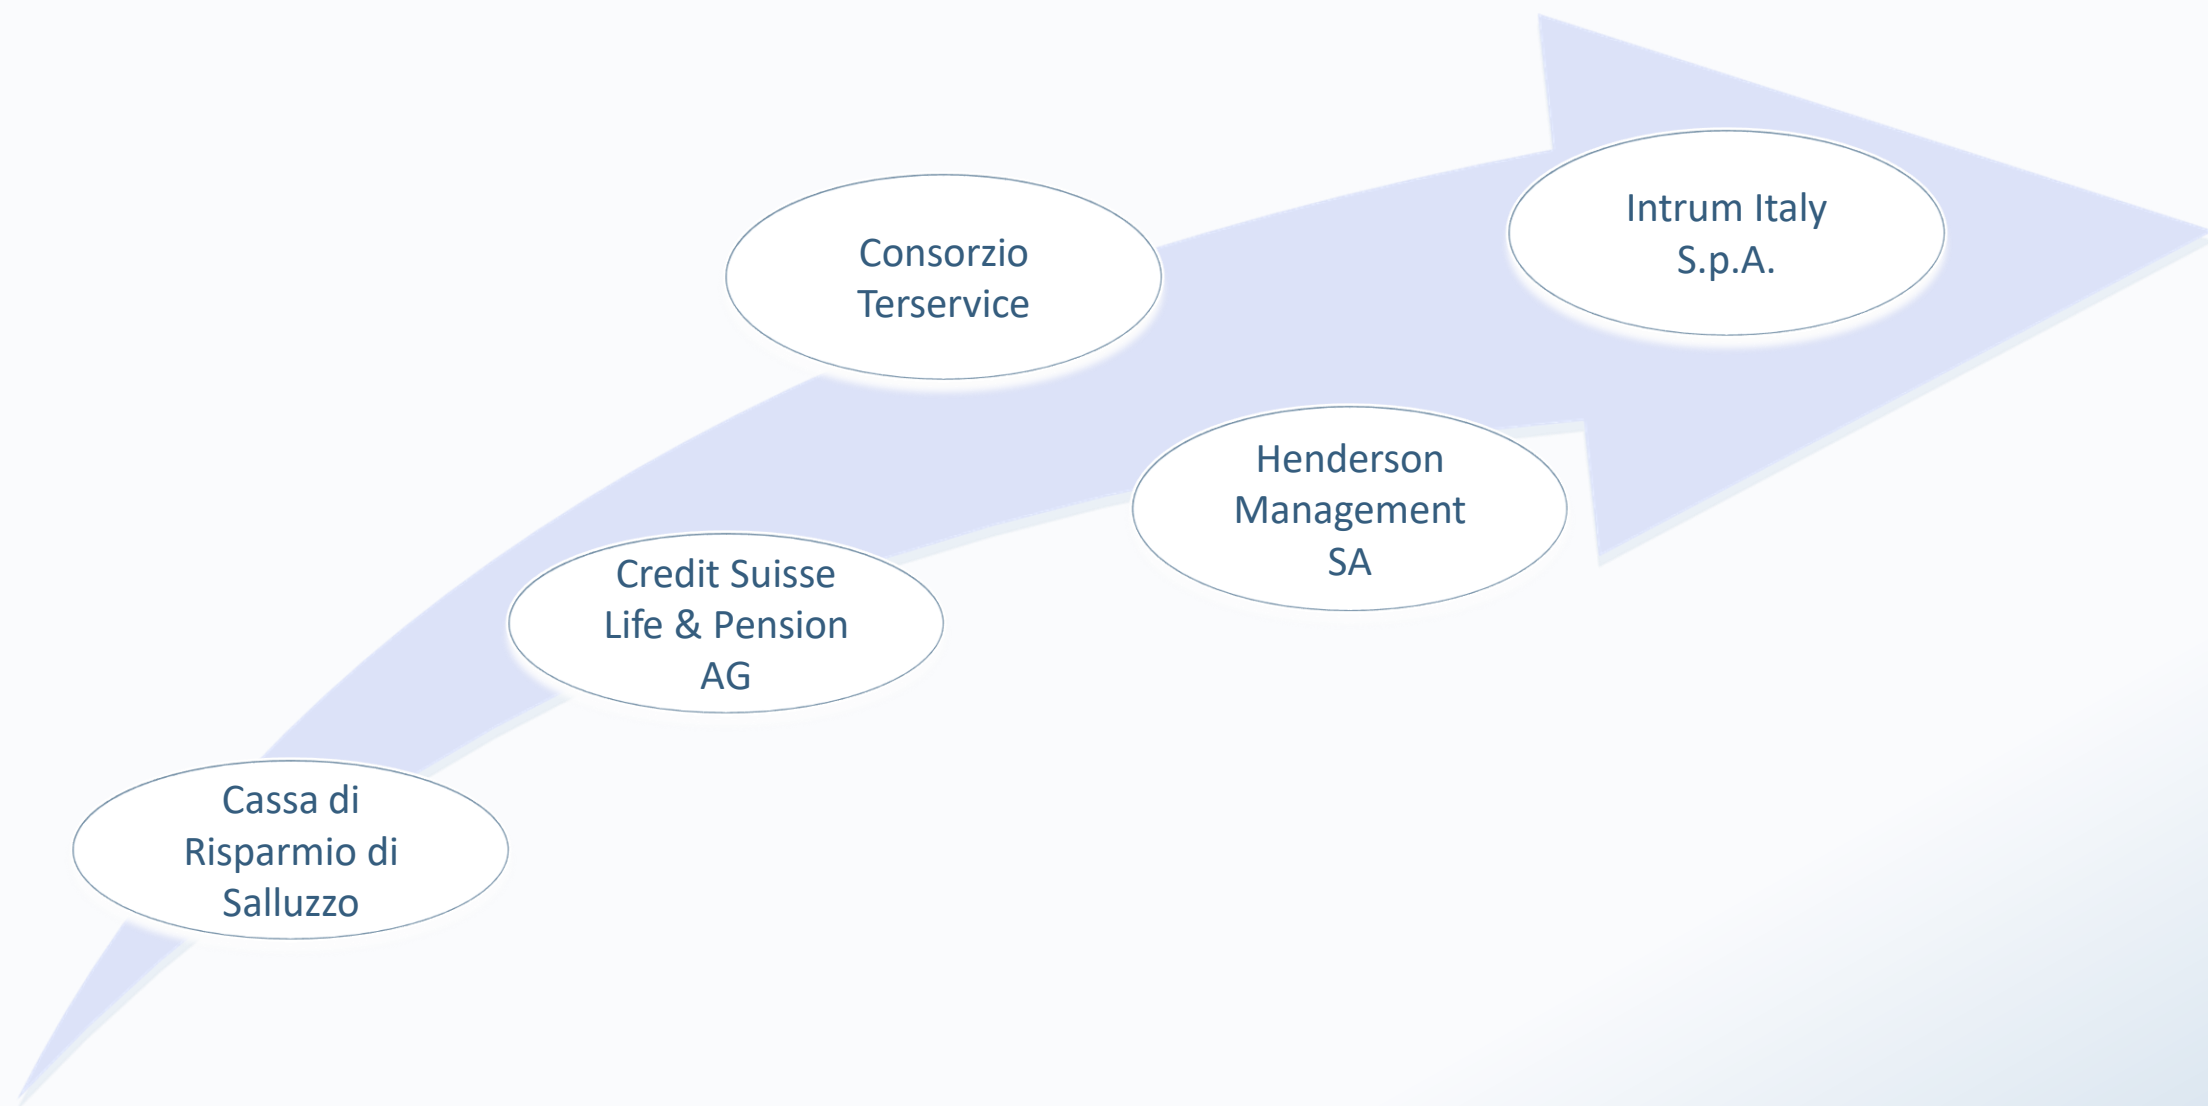 Intrum Italy
S.p.A.
Consorzio
Terservice
Henderson
Management
SA
Credit Suisse
Life & Pension
AG
Cassa di
Risparmio di
Salluzzo